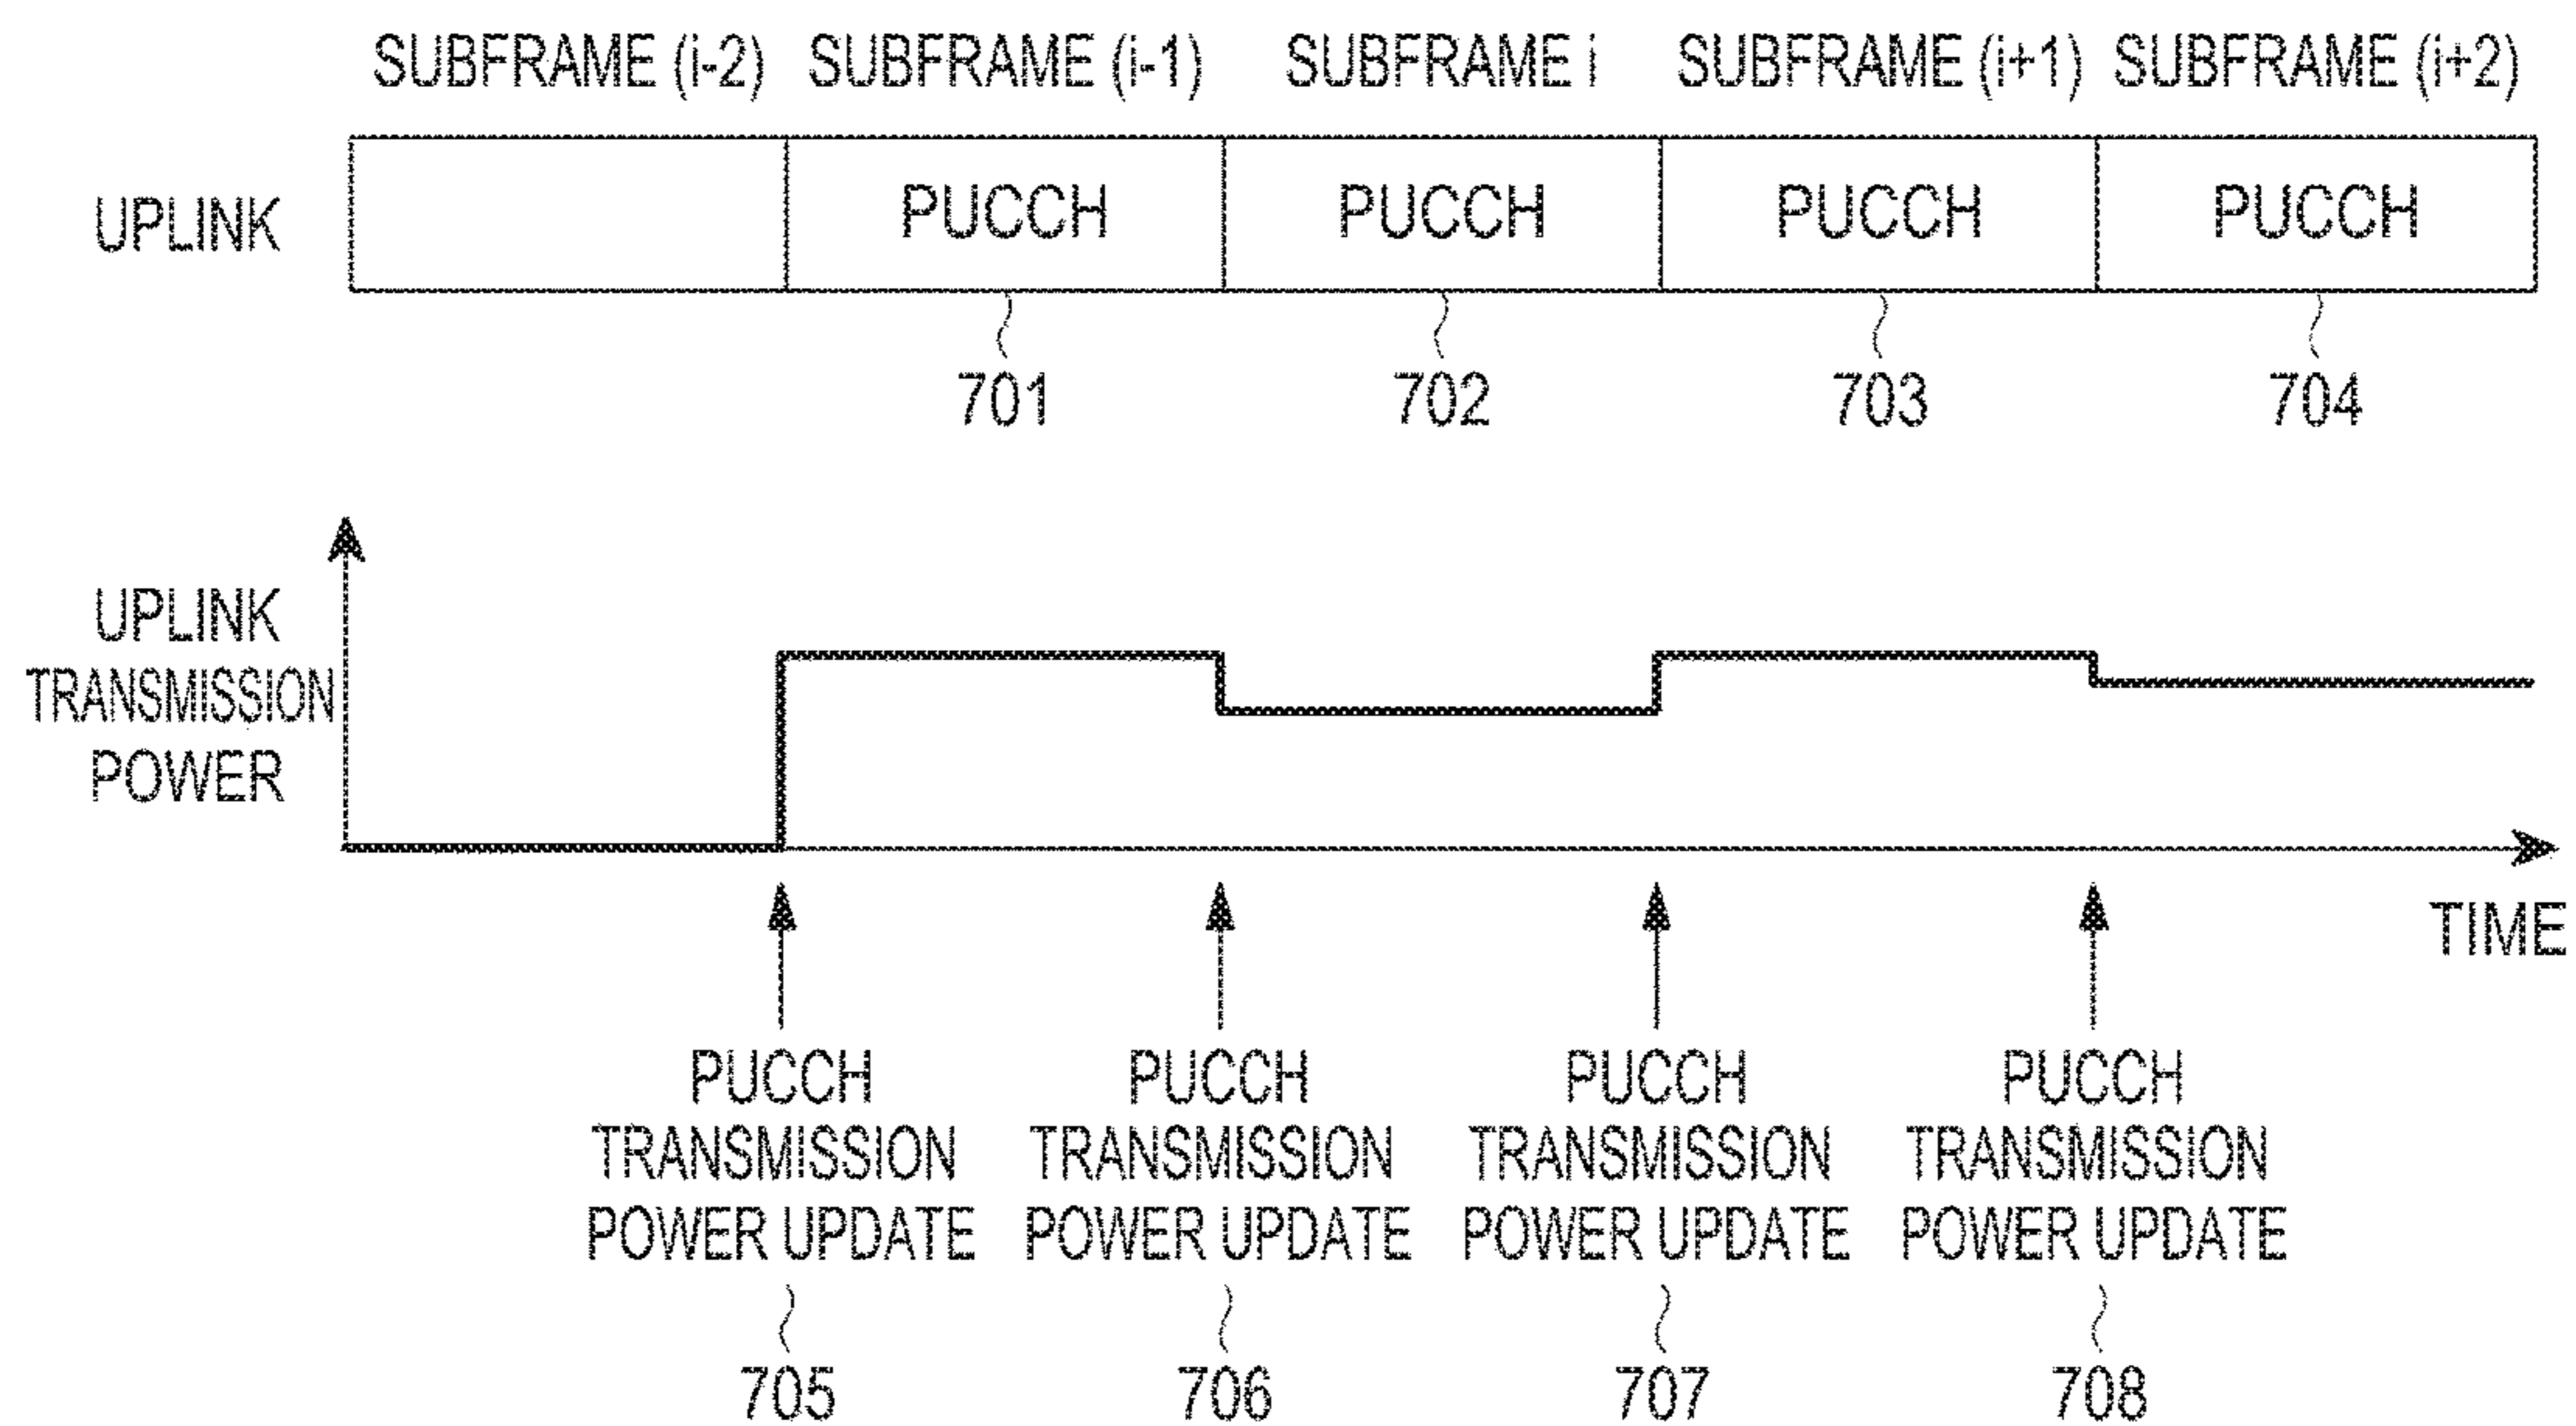 SUBFRAME (i-2) SUBFRAME (i-1) SUBFRAME i SUBFRAME (i+1) SUBFRAME (i+2)
UPLINK PUCCH PUCCH PUCCH PUCCH
701 702 703 704
UPLINK
TRANSMISSION
POWER
TIME
PUCCH PUCCH PUCCH PUCCH
TRANSMISSION TRANSMISSION TRANSMISSION TRANSMISSION
POWER UPDATE POWER UPDATE POWER UPDATE POWER UPDATE
705 706 707 708